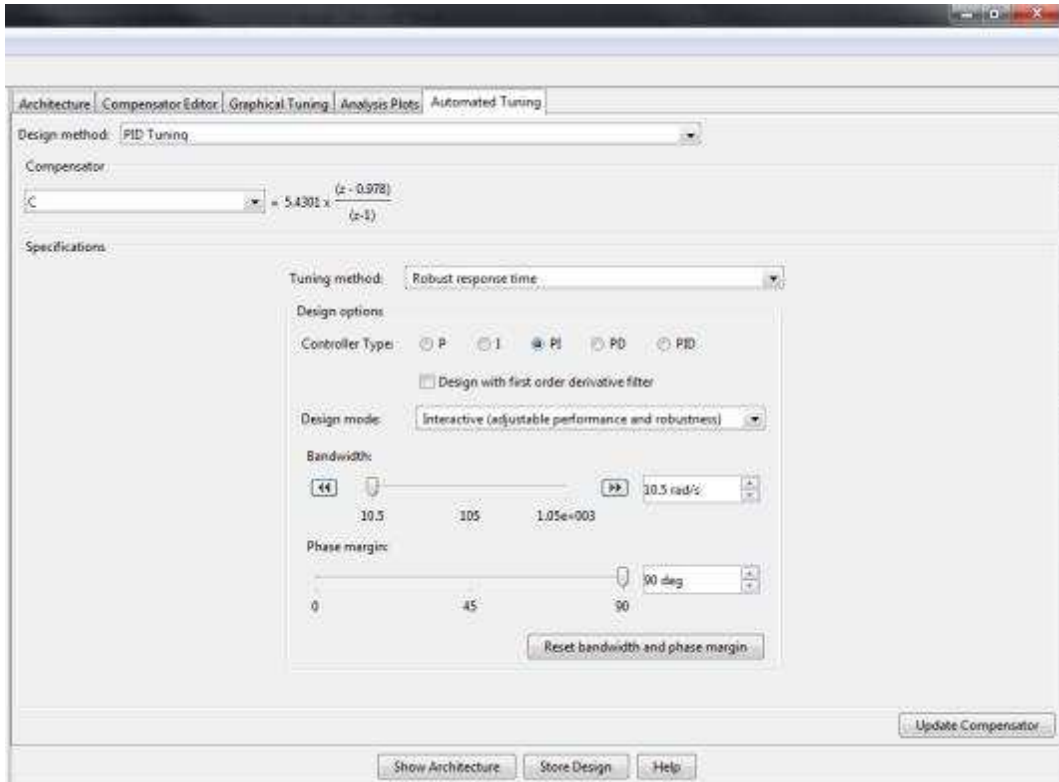 Architecture Compensator Editor Graphical Tuning Analysis Plots Automated Tuning
Design method: PID Tuning
Compensator
C = 5.4301 x (z - 0.978)
(z-1)
Specifications
Tuning method: Robust response time
Design options
Controller Type: P I PI PD PID
Design with first order derivative filter
Design mode: Interactive (adjustable performance and robustness)
Bandwidth:
10.5 rad/s
10.5 105 1.05e+003
Phase margin:
90 deg
0 45 90
Reset bandwidth and phase margin
Update Compensator
Show Architecture Store Design Help